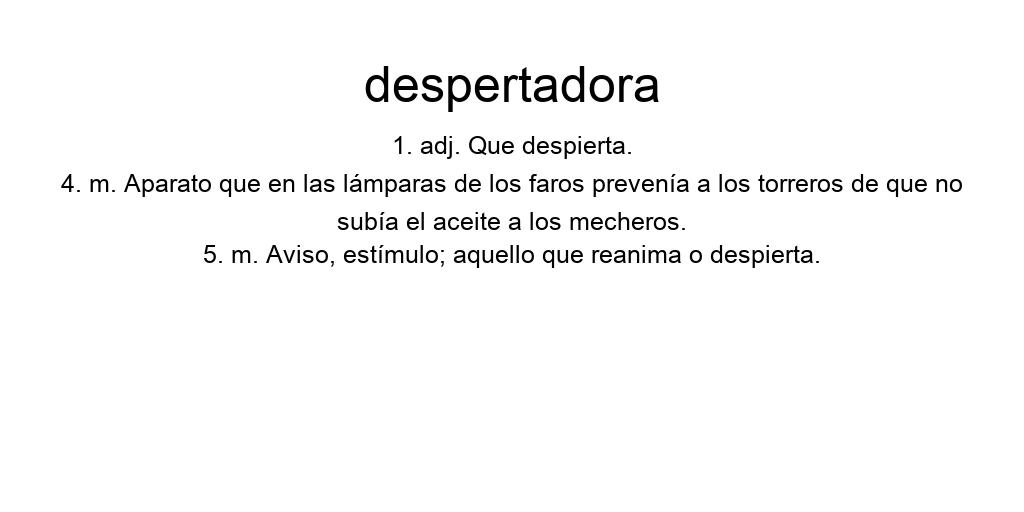 despertadora
1. adj. Que despierta.
4. m. Aparato que en las lámparas de los faros prevenía a los torreros de que no
subía el aceite a los mecheros.
5. m. Aviso, estímulo; aquello que reanima o despierta.